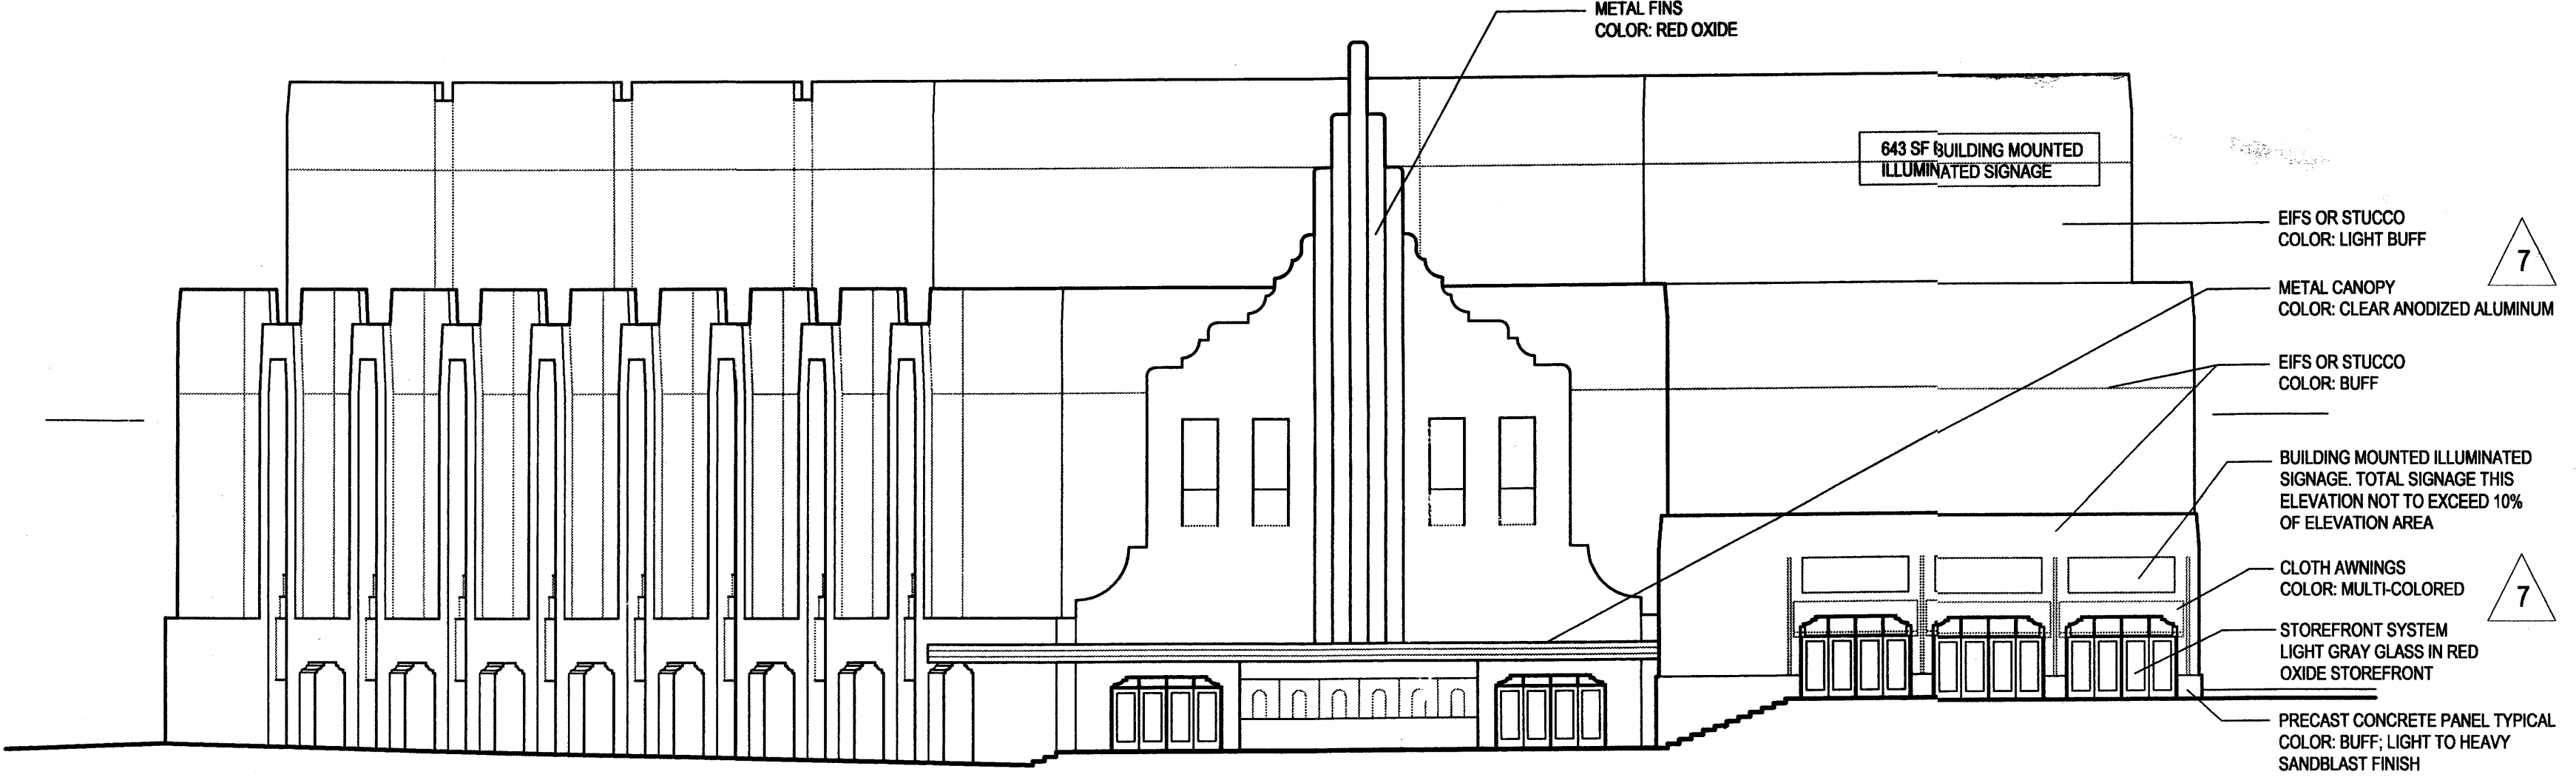 METAL FINS
COLOR: RED OXIDE
643 SF BUILDING MOUNTED
ILLUMINATED SIGNAGE
EIFS OR STUCCO
COLOR: LIGHT BUFF
7
METAL CANOPY
COLOR: CLEAR ANODIZED ALUMINUM
EIFS OR STUCCO
COLOR: BUFF
BUILDING MOUNTED ILLUMINATED
SIGNAGE. TOTAL SIGNAGE THIS
ELEVATION NOT TO EXCEED 10%
OF ELEVATION AREA
CLOTH AWNINGS
COLOR: MULTI-COLORED
7
STOREFRONT SYSTEM
LIGHT GRAY GLASS IN RED
OXIDE STOREFRONT
PRECAST CONCRETE PANEL TYPICAL
COLOR: BUFF; LIGHT TO HEAVY
SANDBLAST FINISH